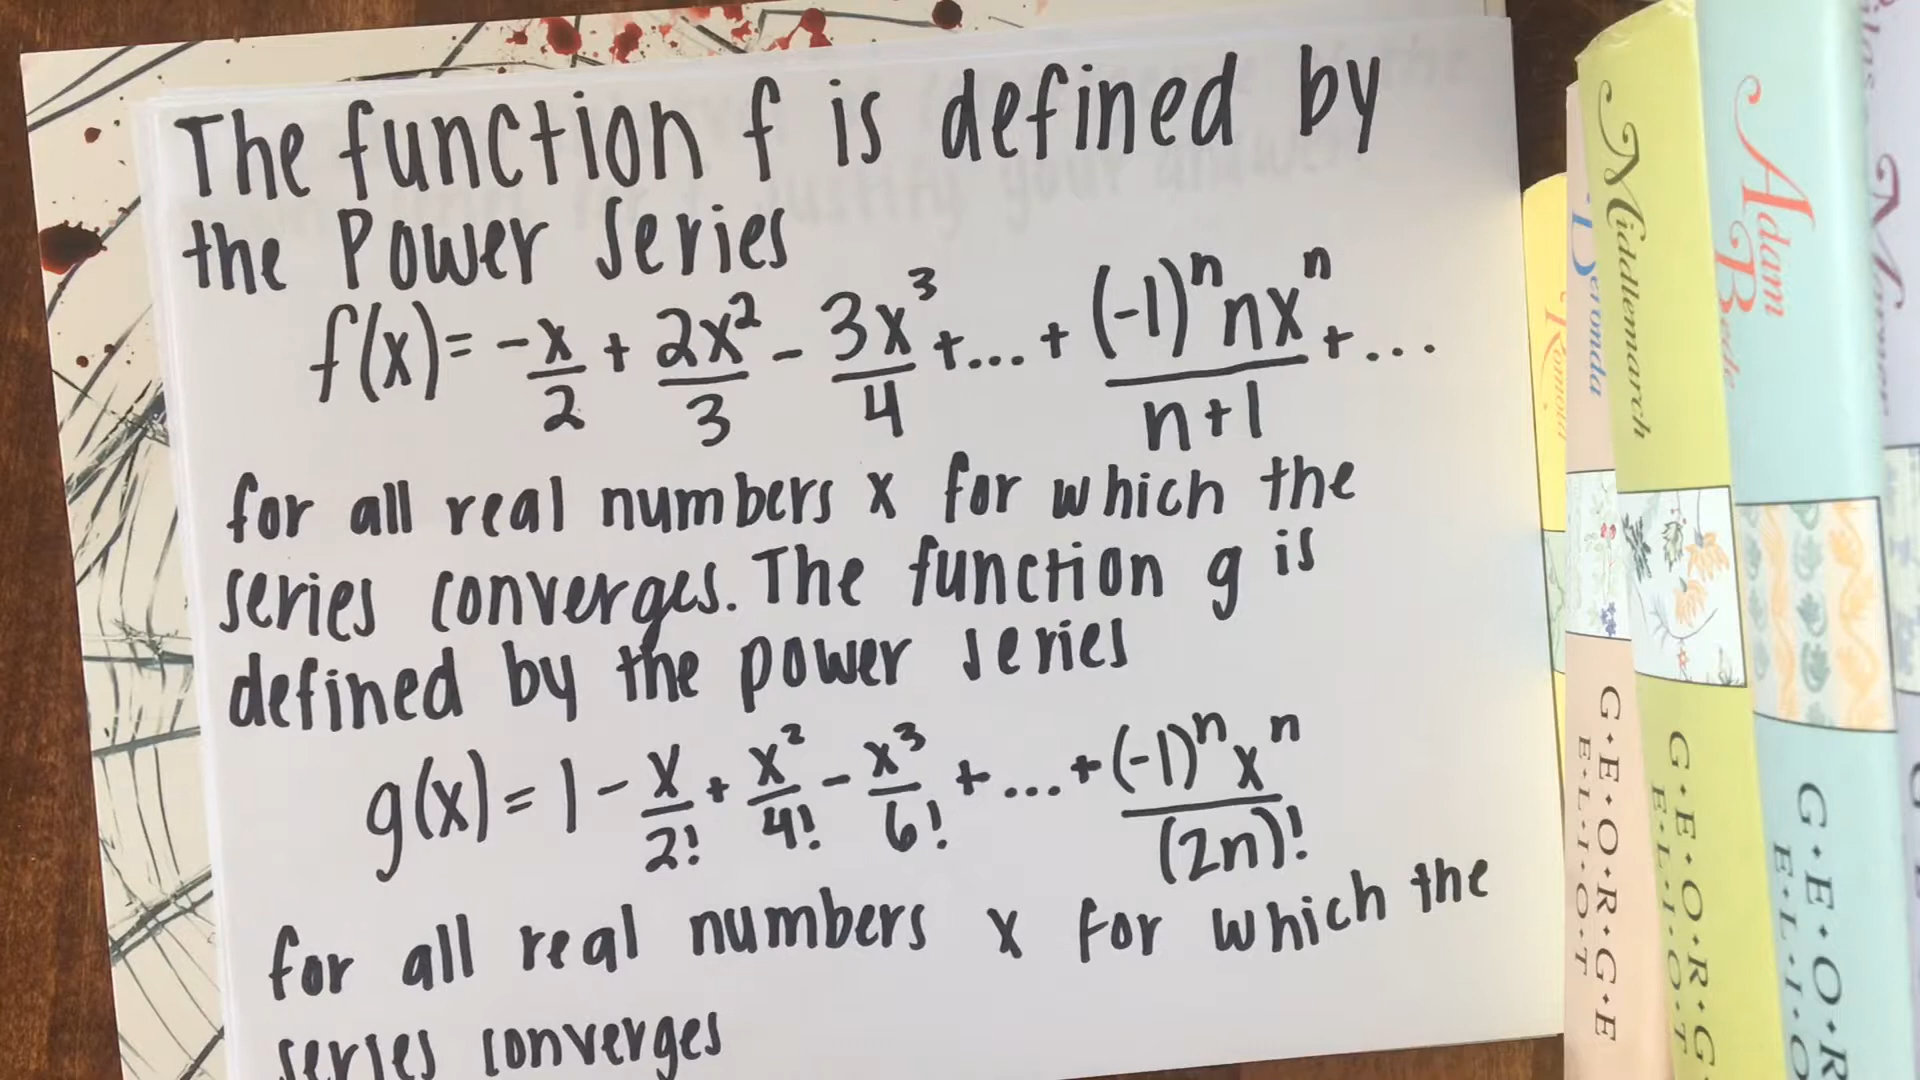 The function f is defined by
the Power Series
f(x) = -x/2 + 2x²/3 - 3x³/4 + ... + (-1)ⁿnxⁿ/n+1 + ...
for all real numbers x for which the
series converges. The function g is
defined by the power series
g(x) = 1 - x/2! + x²/4! - x³/6! + ... + (-1)ⁿxⁿ/(2n)!
for all real numbers x for which the
series converges
Romola
Deronda
G·E·O·R·G·E
E·L·I·O·T
Middlemarch
G·E·O·R·G·
E·L·I·O·T
Adam
Bede
G·E·O·R
E·L·I·O